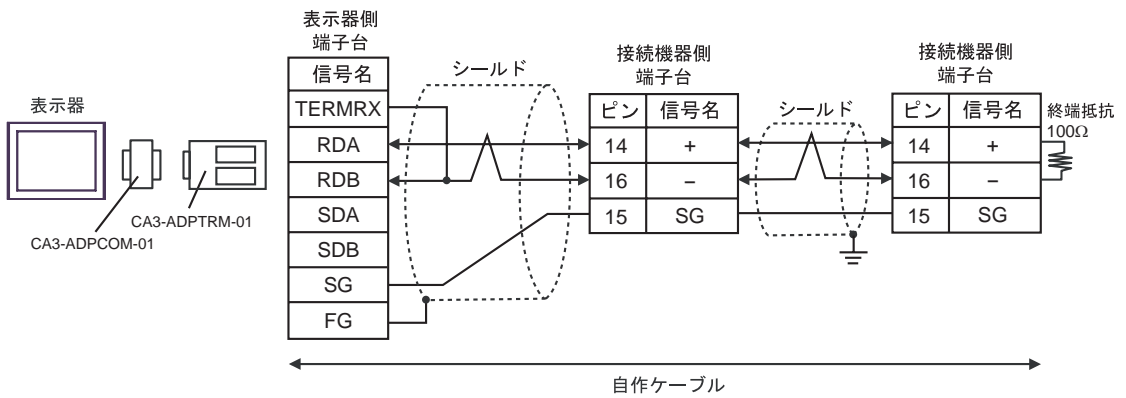 表示器
CA3-ADPCOM-01
CA3-ADPTRM-01
表示器側
端子台
信号名
TERMRX
RDA
RDB
SDA
SDB
SG
FG
シールド
接続機器側
端子台
ピン 信号名
14 +
16 −
15 SG
シールド
接続機器側
端子台
ピン 信号名
14 +
16 −
15 SG
終端抵抗
100Ω
自作ケーブル